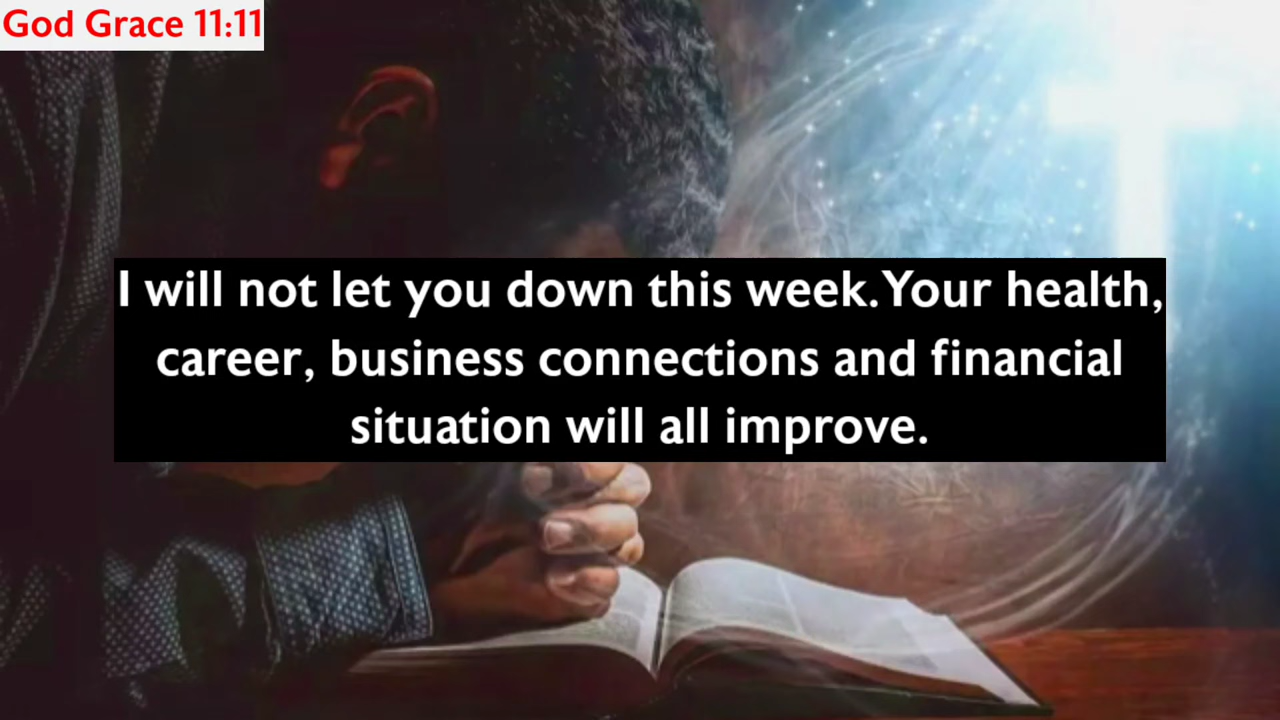 God Grace 11:11
I will not let you down this week. Your health,
career, business connections and financial
situation will all improve.